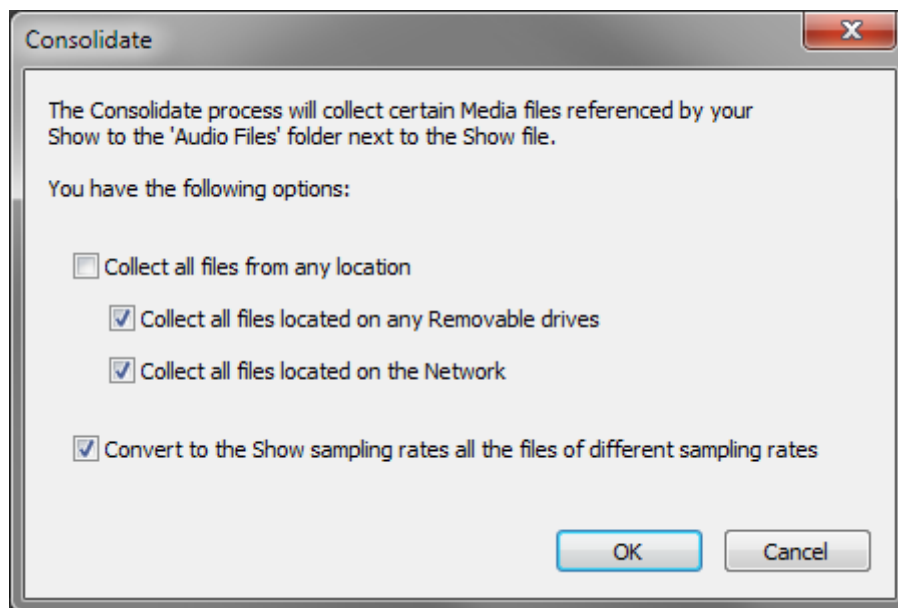 Consolidate
The Consolidate process will collect certain Media files referenced by your
Show to the 'Audio Files' folder next to the Show file.
You have the following options:
Collect all files from any location
Collect all files located on any Removable drives
Collect all files located on the Network
Convert to the Show sampling rates all the files of different sampling rates
OK
Cancel